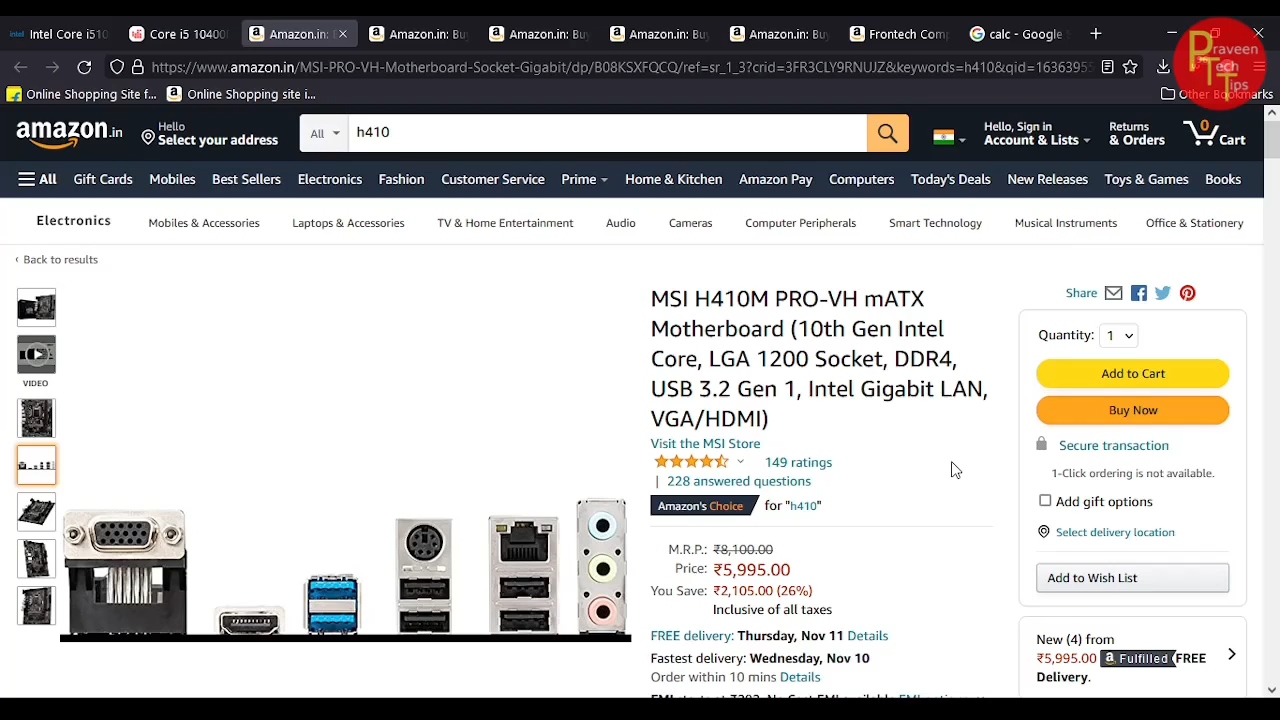 intel
Intel Core i510
Core i5 10400
Amazon.in:
Amazon.in: Bu
Amazon.in: Bu
Amazon.in: Bu
Amazon.in: Bu
Frontech Com
calc - Google S
https://www.amazon.in/MSI-PRO-VH-Motherboard-Socket-Gigabit/dp/B08KSXFQCQ/ref=sr_1_3?crid=3R3CLY9RNUJZ&keywords=h410&qid=1636395
Praveen
Tech
Tips
Online Shopping Site f...
Online Shopping site i...
Other Bookmarks
amazon.in
Hello
Select your address
All
h410
Hello, Sign in
Account & Lists
Returns
& Orders
0
Cart
All
Gift Cards
Mobiles
Best Sellers
Electronics
Fashion
Customer Service
Prime
Home & Kitchen
Amazon Pay
Computers
Today's Deals
New Releases
Toys & Games
Books
Electronics
Mobiles & Accessories
Laptops & Accessories
TV & Home Entertainment
Audio
Cameras
Computer Peripherals
Smart Technology
Musical Instruments
Office & Stationery
‹ Back to results
VIDEO
MSI H410M PRO-VH mATX
Motherboard (10th Gen Intel
Core, LGA 1200 Socket, DDR4,
USB 3.2 Gen 1, Intel Gigabit LAN,
VGA/HDMI)
Visit the MSI Store
149 ratings
| 228 answered questions
Amazon's Choice for "h410"
M.R.P.: ₹8,100.00
Price: ₹5,995.00
You Save: ₹2,105.00 (26%)
Inclusive of all taxes
FREE delivery: Thursday, Nov 11 Details
Fastest delivery: Wednesday, Nov 10
Order within 10 mins Details
Share
Quantity: 1
Add to Cart
Buy Now
Secure transaction
1-Click ordering is not available.
Add gift options
Select delivery location
Add to Wish List
New (4) from
₹5,995.00 Fulfilled FREE
Delivery.